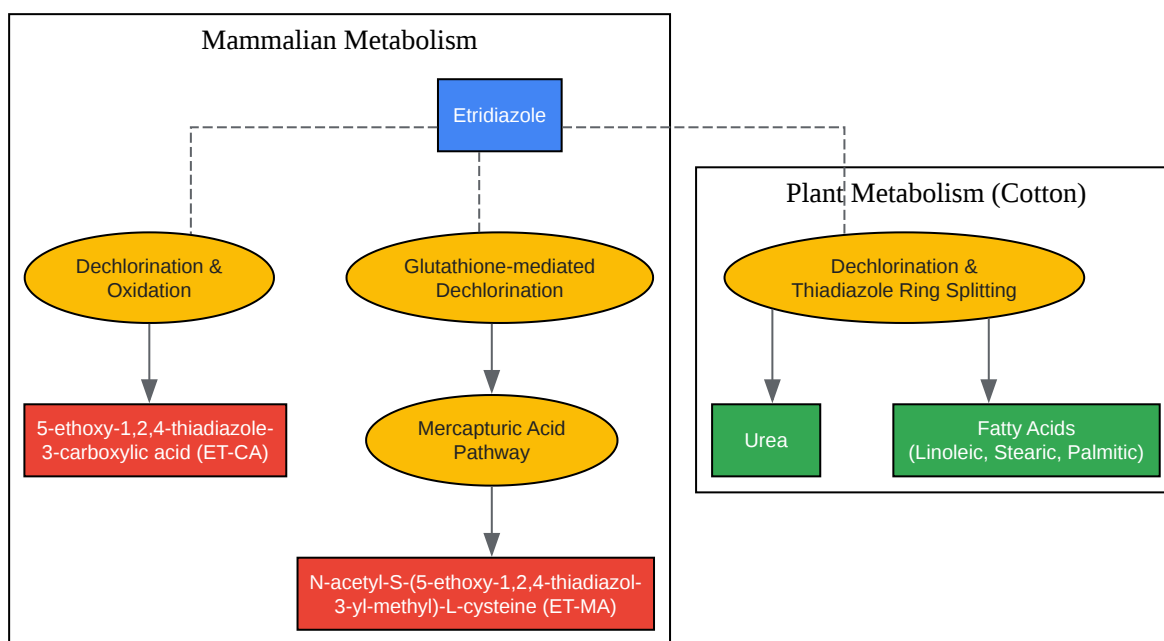 Mammalian Metabolism
Etridiazole
Plant Metabolism (Cotton)
Dechlorination &
Oxidation
Glutathione-mediated
Dechlorination
Dechlorination &
Thiadiazole Ring Splitting
5-ethoxy-1,2,4-thiadiazole-
3-carboxylic acid (ET-CA)
Mercapturic Acid
Pathway
Urea
Fatty Acids
(Linoleic, Stearic, Palmitic)
N-acetyl-S-(5-ethoxy-1,2,4-thiadiazol-
3-yl-methyl)-L-cysteine (ET-MA)